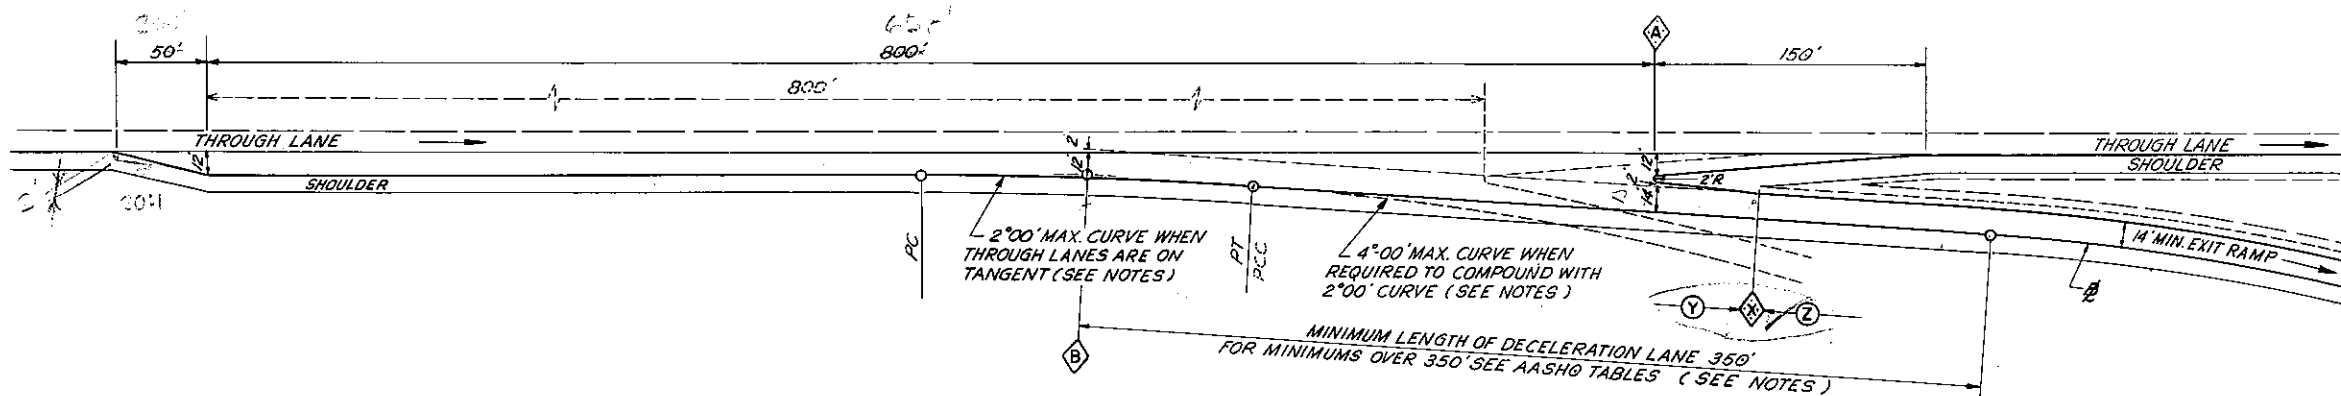 50'
800'
A
150'
800'
THROUGH LANE
12'
2'
12'
12'
2'
14'
2'R
THROUGH LANE
SHOULDER
SHOULDER
PC
2°00' MAX. CURVE WHEN
THROUGH LANES ARE ON
TANGENT (SEE NOTES)
PT
PCC
4°00' MAX. CURVE WHEN
REQUIRED TO COMPOUND WITH
2°00' CURVE (SEE NOTES)
14' MIN. EXIT RAMP
Y
X
Z
B
MINIMUM LENGTH OF DECELERATION LANE 350'
FOR MINIMUMS OVER 350' SEE AASHO TABLES (SEE NOTES)